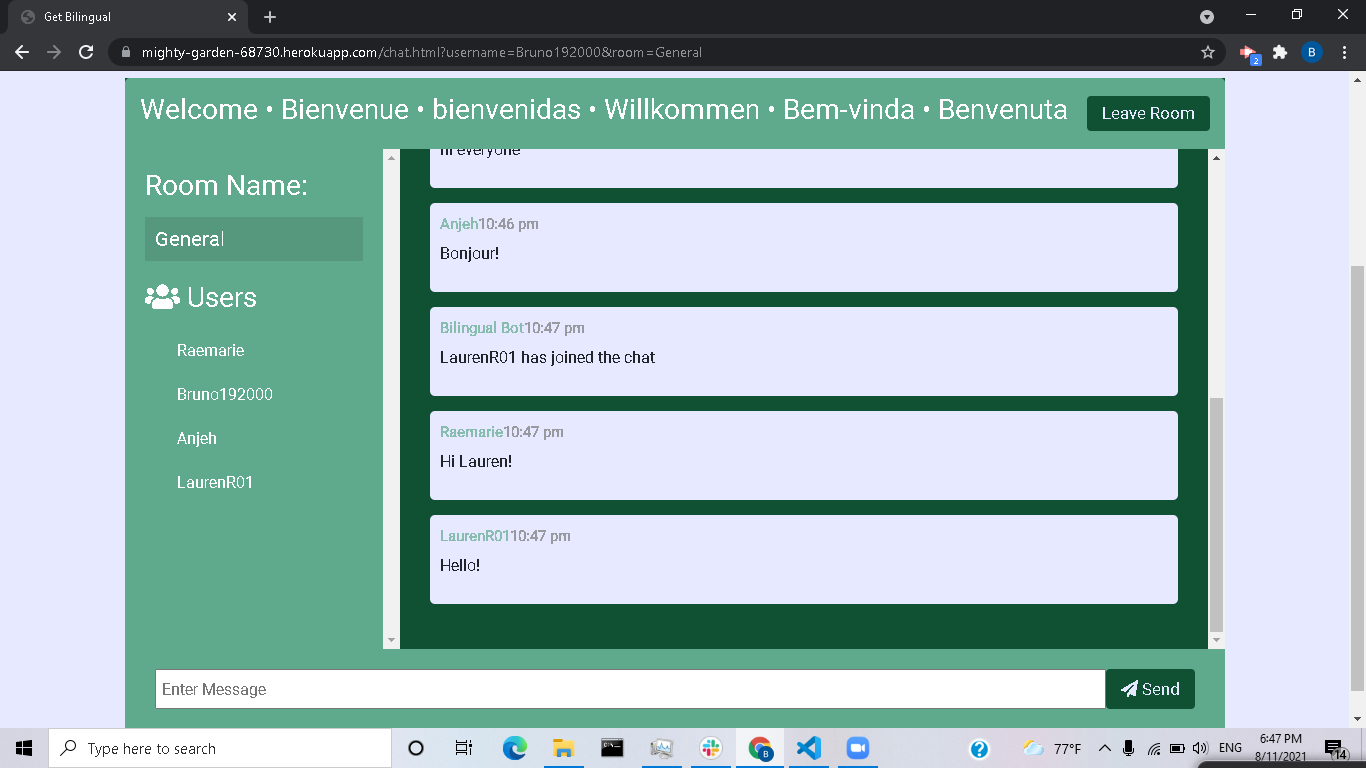 Get Bilingual
mighty-garden-68730.herokuapp.com/chat.html?username=Bruno192000&room=General
2
B
Welcome • Bienvenue • bienvenidas • Willkommen • Bem-vinda • Benvenuta
Leave Room
Room Name:
General
Users
Raemarie
Bruno192000
Anjeh
LaurenR01
hi everyone
Anjeh10:46 pm
Bonjour!
Bilingual Bot10:47 pm
LaurenR01 has joined the chat
Raemarie10:47 pm
Hi Lauren!
LaurenR0110:47 pm
Hello!
Enter Message
Send
Type here to search
B
77°F
ENG
6:47 PM
8/11/2021
14